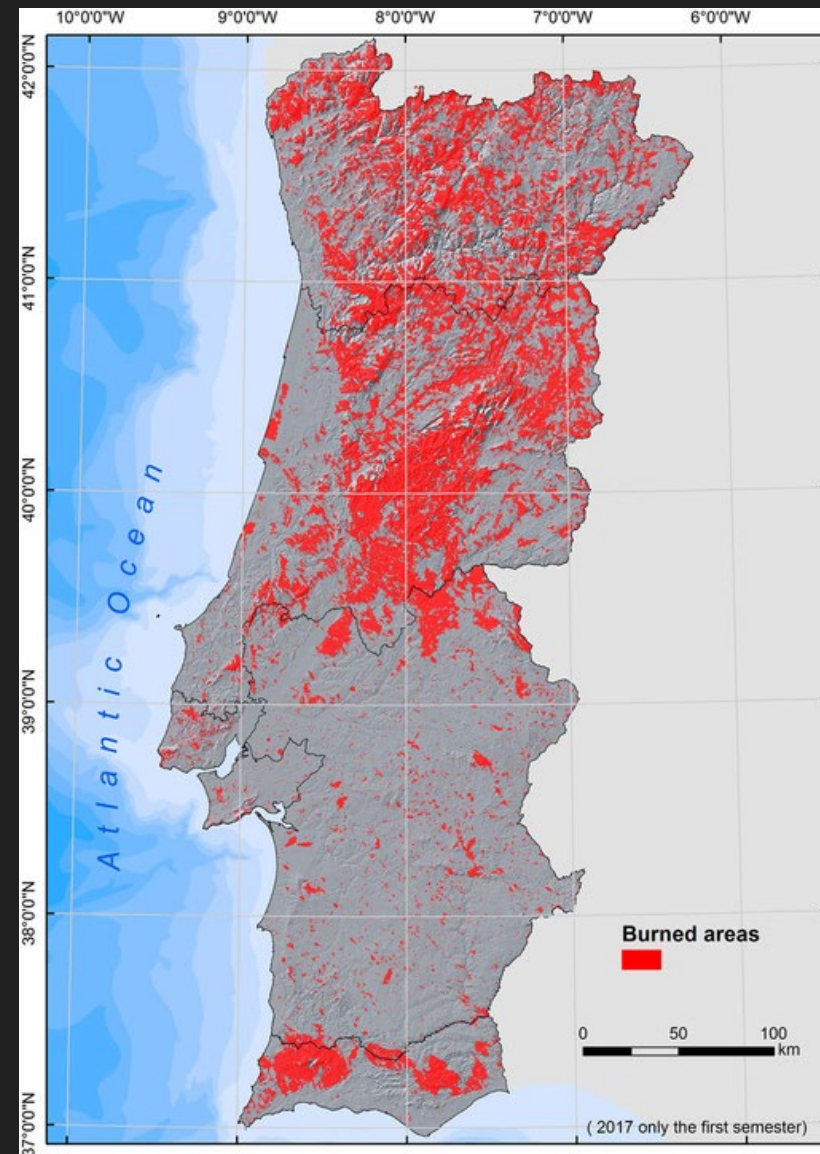 10°0'0"W 9°0'0"W 8°0'0"W 7°0'0"W 6°0'0"W
42°0'0"N
41°0'0"N
40°0'0"N
39°0'0"N
38°0'0"N
37°0'0"N
Atlantic Ocean
Burned areas
0 50 100
km
( 2017 only the first semester)